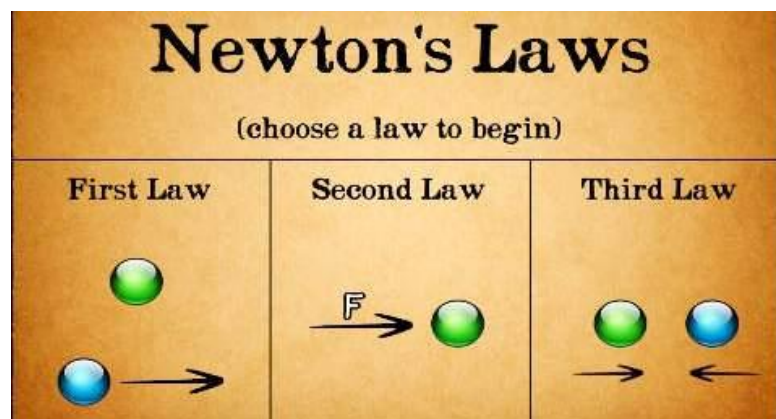 Newton's Laws
(choose a law to begin)
First Law
Second Law
Third Law
F